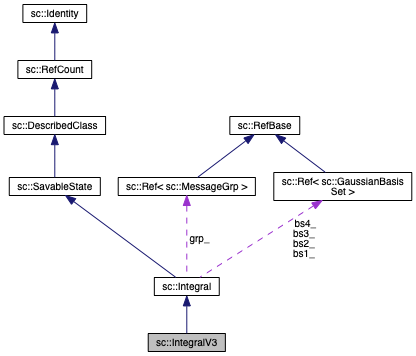 sc::Identity
sc::RefCount
sc::DescribedClass
sc::RefBase
sc::SavableState
sc::Ref< sc::MessageGrp >
sc::Ref< sc::GaussianBasis
Set >
grp_
bs4_
bs3_
bs2_
bs1_
sc::Integral
sc::IntegralV3